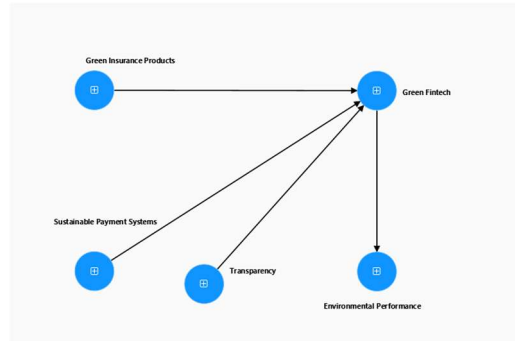 Green Insurance Products
Green Fintech
Sustainable Payment Systems
Transparency
Environmental Performance